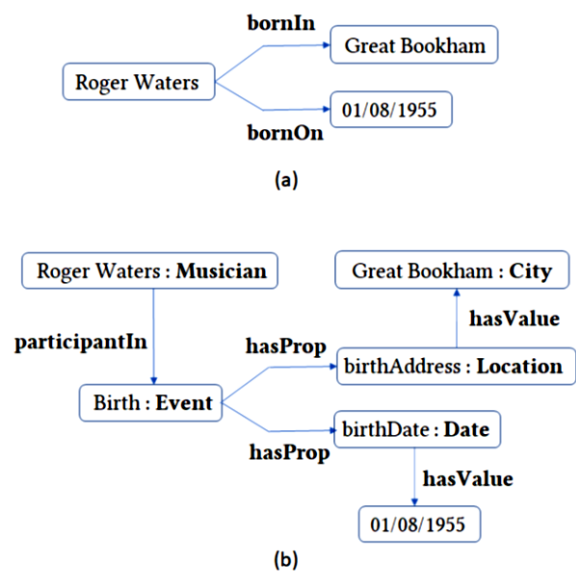 bornIn
Great Bookham
Roger Waters
01/08/1955
bornOn
(a)
Roger Waters : Musician
Great Bookham : City
participantIn
hasValue
hasProp
birthAddress : Location
Birth : Event
birthDate : Date
hasProp
hasValue
01/08/1955
(b)